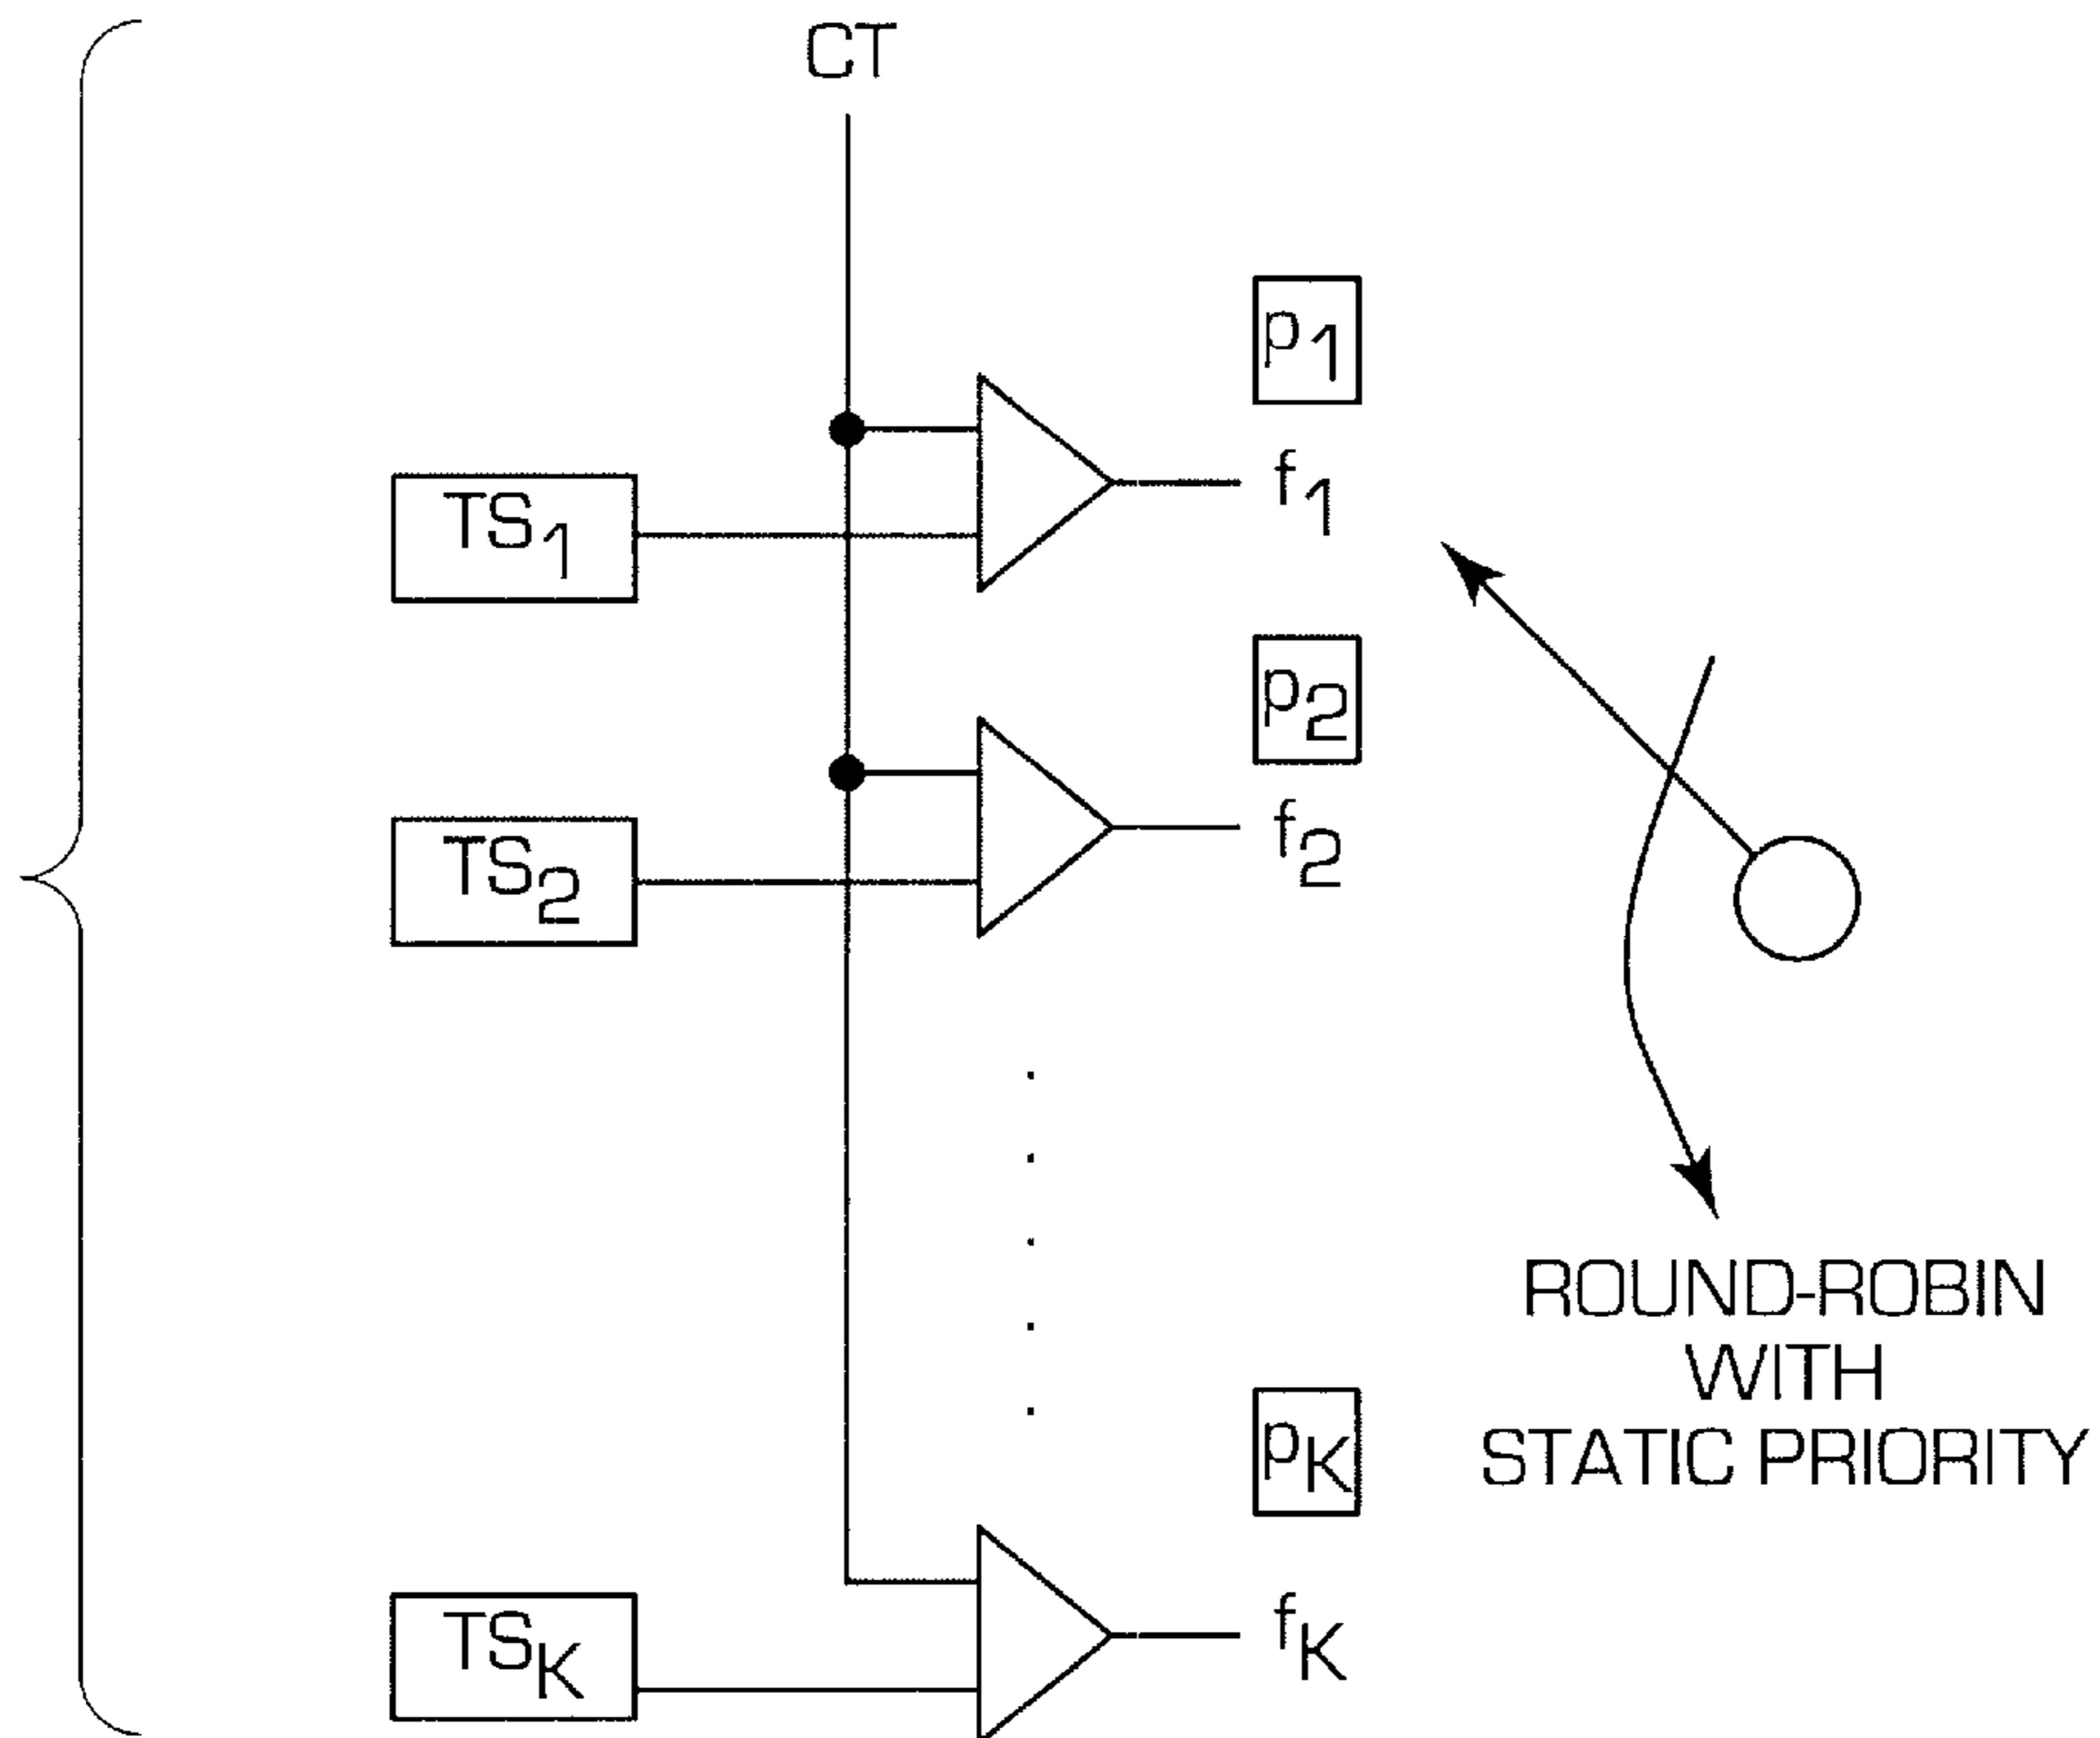 CT
p1
TS1
f1
p2
TS2
f2
ROUND-ROBIN
WITH
STATIC PRIORITY
pK
TSK
fK